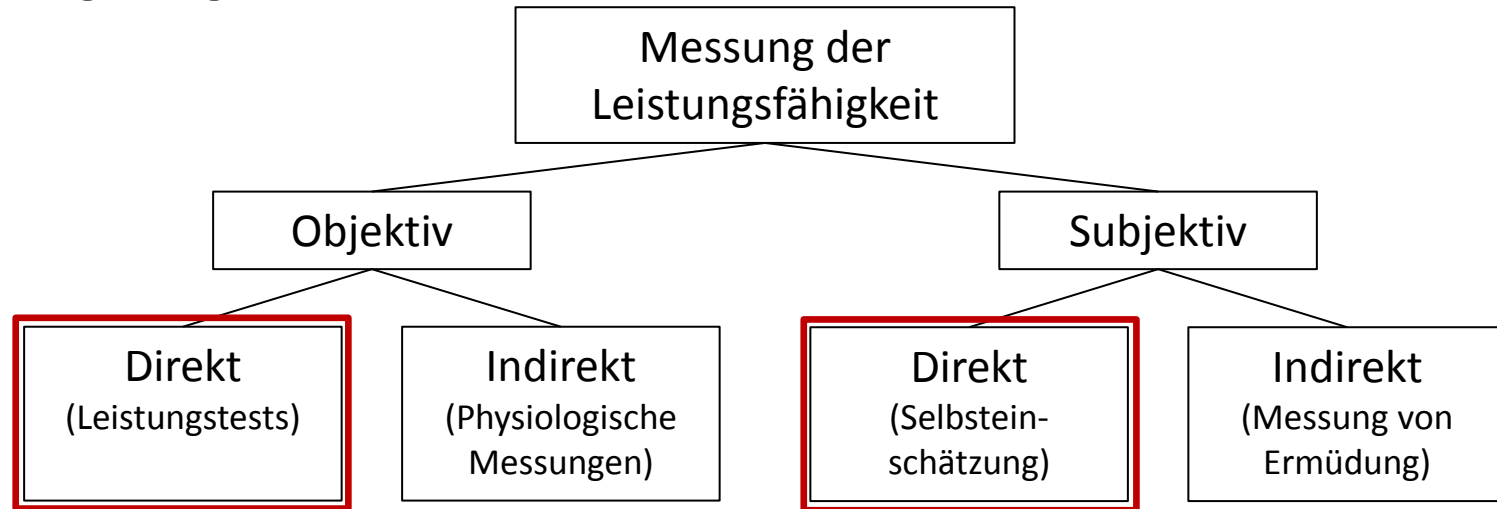 Messung der
Leistungsfähigkeit
Objektiv
Subjektiv
Direkt
(Leistungstests)
Indirekt
(Physiologische
Messungen)
Direkt
(Selbstein-
schätzung)
Indirekt
(Messung von
Ermüdung)